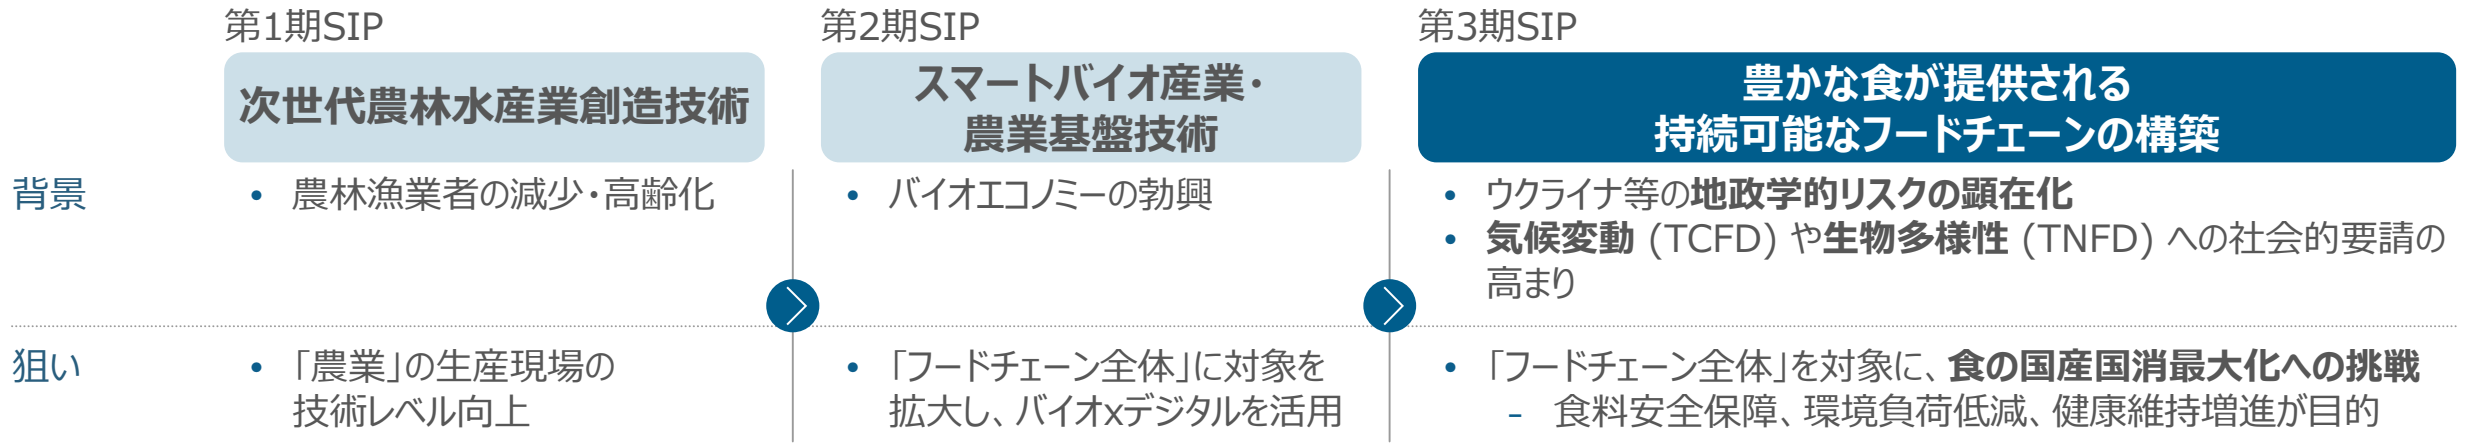 第1期SIP
次世代農林水産業創造技術
第2期SIP
スマートバイオ産業・
農業基盤技術
第3期SIP
豊かな食が提供される
持続可能なフードチェーンの構築
背景
• 農林漁業者の減少・高齢化
• バイオエコノミーの勃興
• ウクライナ等の地政学的リスクの顕在化
• 気候変動 (TCFD) や生物多様性 (TNFD) への社会的要請の
高まり
狙い
• 「農業」の生産現場の
技術レベル向上
• 「フードチェーン全体」に対象を
拡大し、バイオxデジタルを活用
• 「フードチェーン全体」を対象に、食の国産国消最大化への挑戦
– 食料安全保障、環境負荷低減、健康維持増進が目的